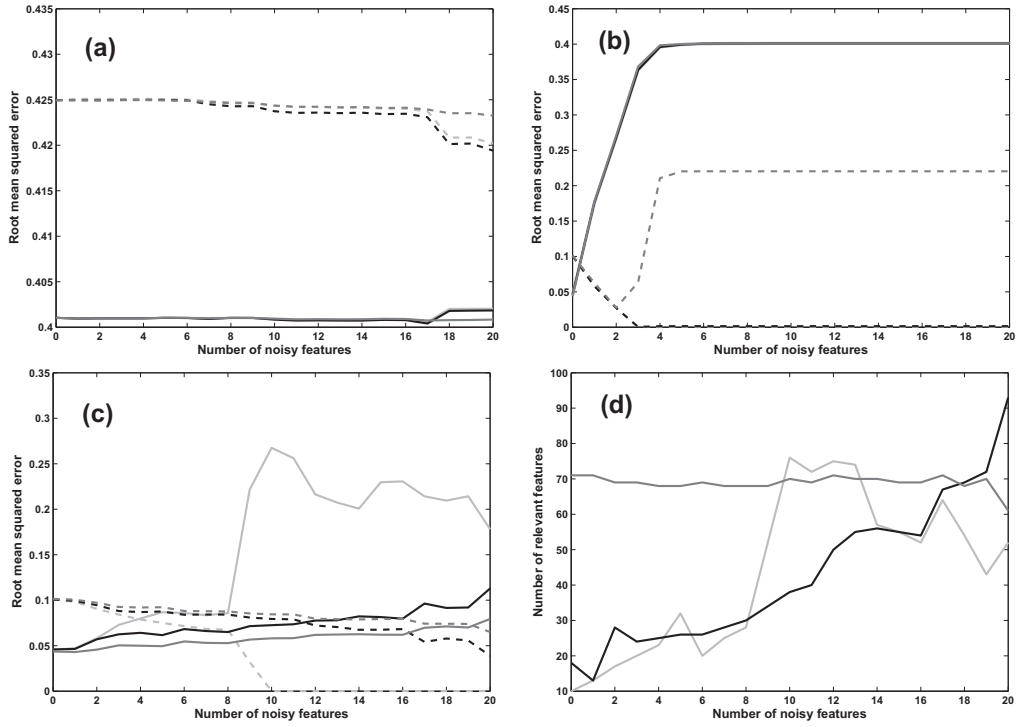 (a)
Root mean squared error
0.435
0.43
0.425
0.42
0.415
0.41
0.405
0.4
0 2 4 6 8 10 12 14 16 18 20
Number of noisy features
(b)
Root mean squared error
0.45
0.4
0.35
0.3
0.25
0.2
0.15
0.1
0.05
0
0 2 4 6 8 10 12 14 16 18 20
Number of noisy features
(c)
Root mean squared error
0.35
0.3
0.25
0.2
0.15
0.1
0.05
0
0 2 4 6 8 10 12 14 16 18 20
Number of noisy features
(d)
Number of relevant features
100
90
80
70
60
50
40
30
20
10
0 2 4 6 8 10 12 14 16 18 20
Number of noisy features